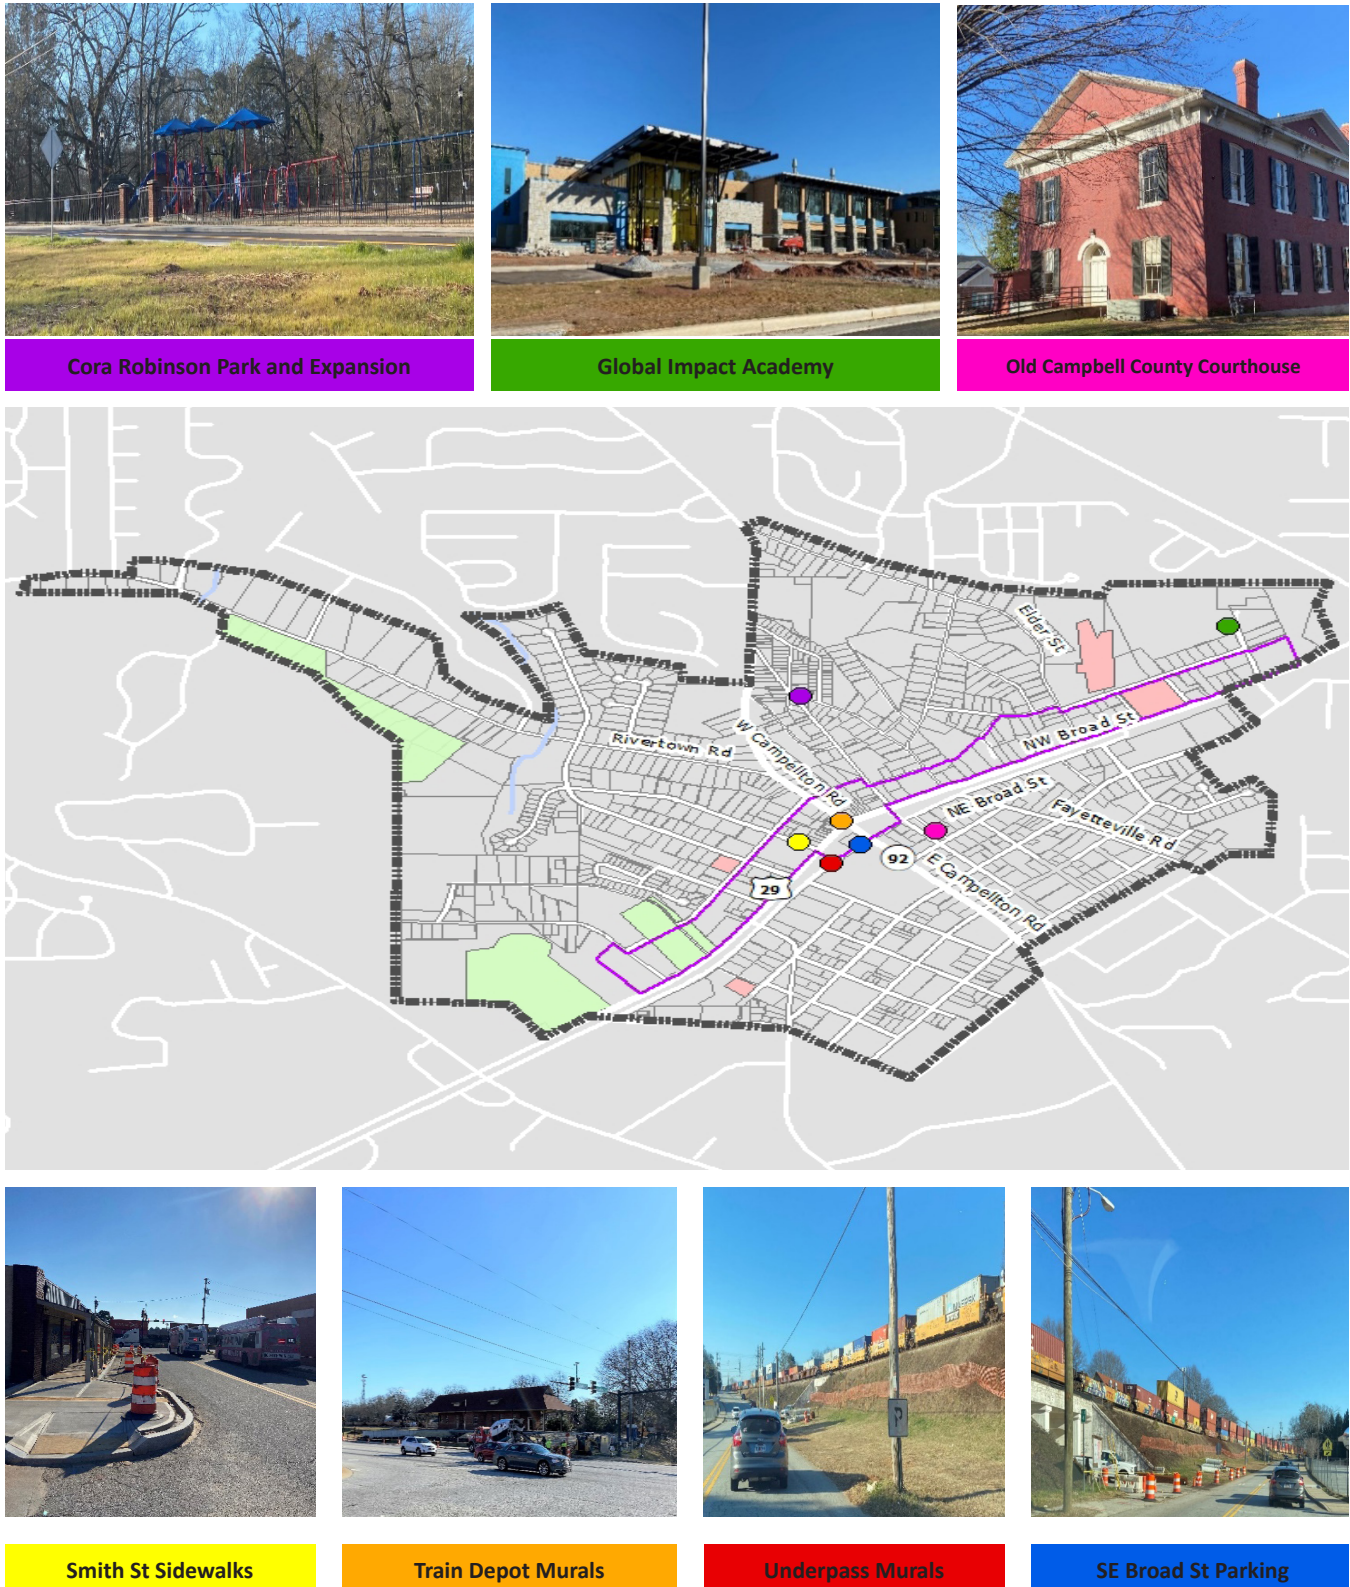 Cora Robinson Park and Expansion
Global Impact Academy
Old Campbell County Courthouse
Elder St
NW Broad St
W Campellton Rd
Rivertown Rd
NE Broad St
Fayetteville Rd
92
E Campellton Rd
29
Smith St Sidewalks
Train Depot Murals
Underpass Murals
SE Broad St Parking